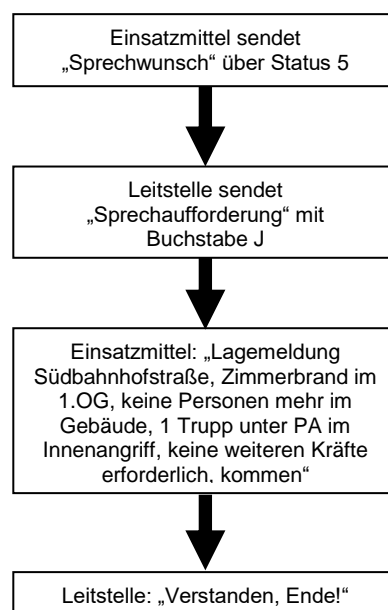 Einsatzmittel sendet
„Sprechwunsch“ über Status 5
Leitstelle sendet
„Sprechaufforderung“ mit
Buchstabe J
Einsatzmittel: „Lagemeldung
Südbahnhofstraße, Zimmerbrand im
1.OG, keine Personen mehr im
Gebäude, 1 Trupp unter PA im
Innenangriff, keine weiteren Kräfte
erforderlich, kommen“
Leitstelle: „Verstanden, Ende!“